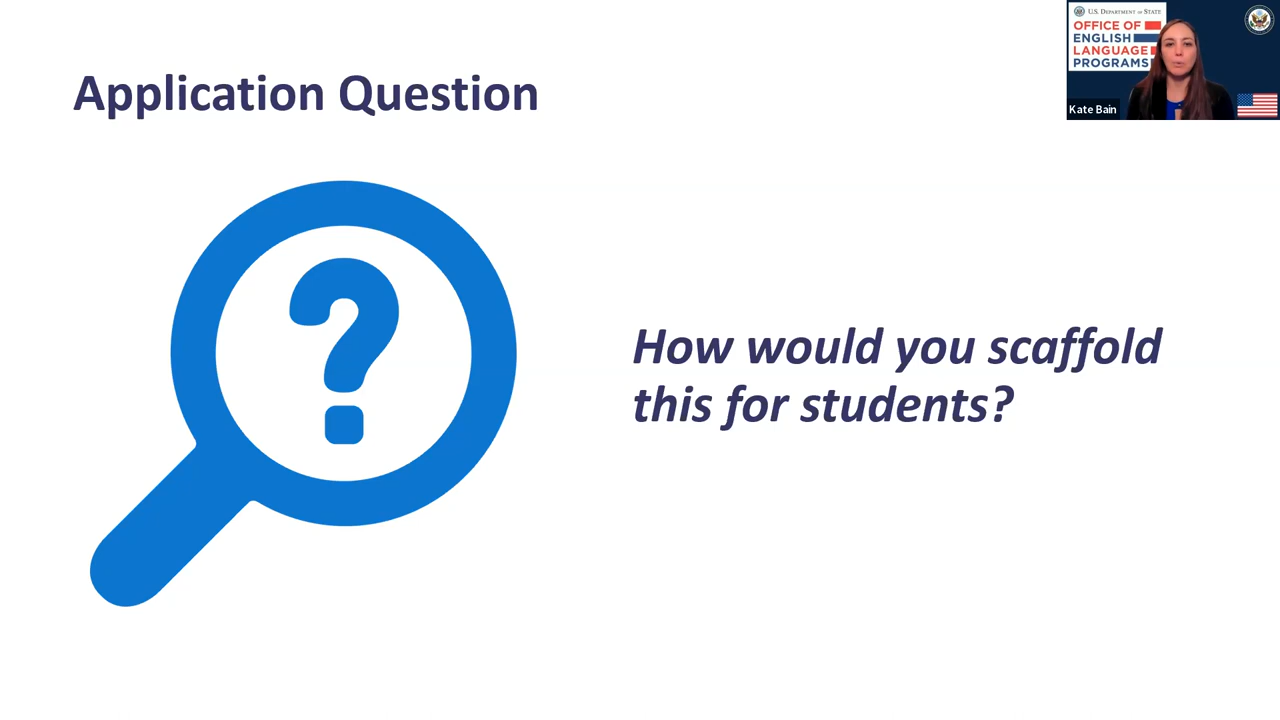 Application Question
?
How would you scaffold
this for students?
U.S. DEPARTMENT OF STATE
OFFICE OF
ENGLISH
LANGUAGE
PROGRAMS
Kate Bain